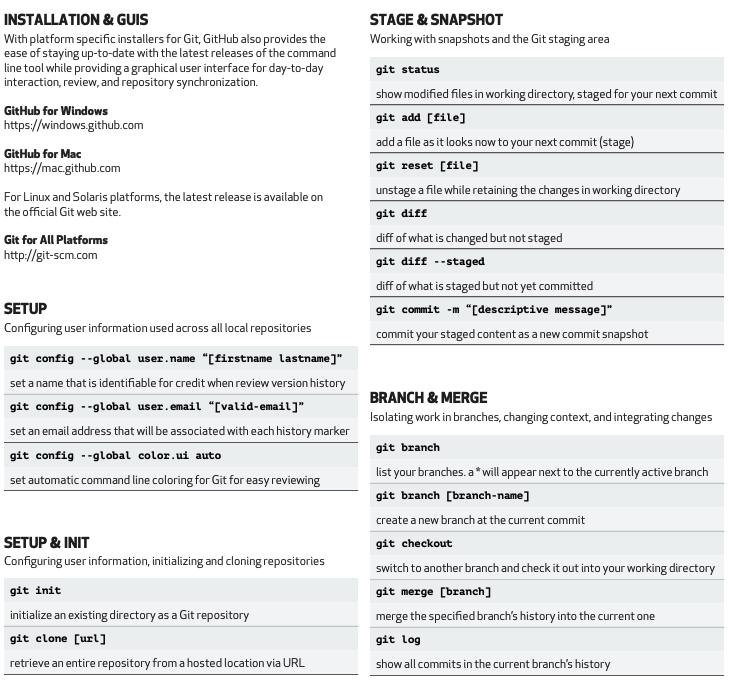 INSTALLATION & GUIS
With platform specific installers for Git, GitHub also provides the
ease of staying up-to-date with the latest releases of the command
line tool while providing a graphical user interface for day-to-day
interaction, review, and repository synchronization.
GitHub for Windows
https://windows.github.com
GitHub for Mac
https://mac.github.com
For Linux and Solaris platforms, the latest release is available on
the official Git web site.
Git for All Platforms
http://git-scm.com
SETUP
Configuring user information used across all local repositories
git config --global user.name “[firstname lastname]”
set a name that is identifiable for credit when review version history
git config --global user.email “[valid-email]”
set an email address that will be associated with each history marker
git config --global color.ui auto
set automatic command line coloring for Git for easy reviewing
SETUP & INIT
Configuring user information, initializing and cloning repositories
git init
initialize an existing directory as a Git repository
git clone [url]
retrieve an entire repository from a hosted location via URL
STAGE & SNAPSHOT
Working with snapshots and the Git staging area
git status
show modified files in working directory, staged for your next commit
git add [file]
add a file as it looks now to your next commit (stage)
git reset [file]
unstage a file while retaining the changes in working directory
git diff
diff of what is changed but not staged
git diff --staged
diff of what is staged but not yet committed
git commit -m “[descriptive message]”
commit your staged content as a new commit snapshot
BRANCH & MERGE
Isolating work in branches, changing context, and integrating changes
git branch
list your branches. a * will appear next to the currently active branch
git branch [branch-name]
create a new branch at the current commit
git checkout
switch to another branch and check it out into your working directory
git merge [branch]
merge the specified branch’s history into the current one
git log
show all commits in the current branch’s history